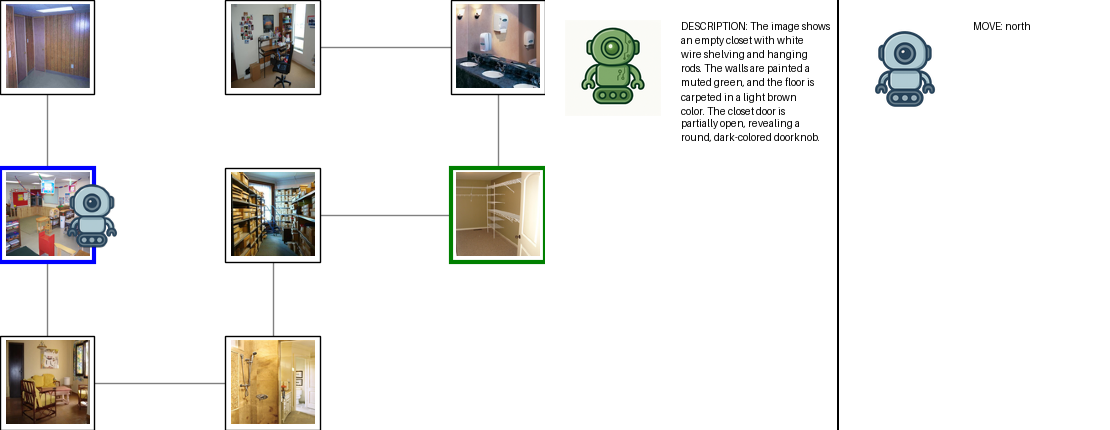 DESCRIPTION: The image shows
an empty closet with white
wire shelving and hanging
rods. The walls are painted a
muted green, and the floor is
carpeted in a light brown
color. The closet door is
partially open, revealing a
round, dark-colored doorknob.
MOVE: north